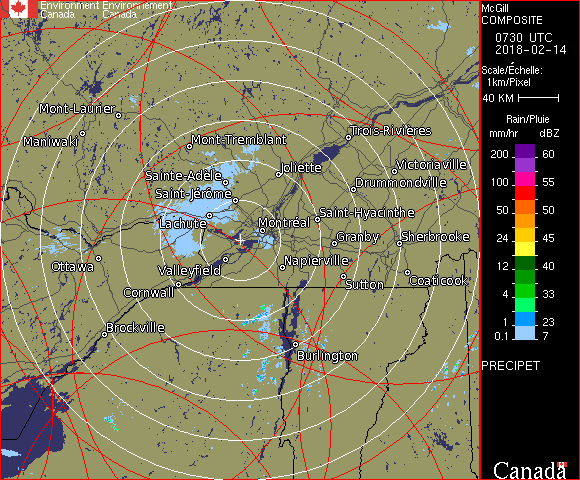 Environment Environnement
Canada Canada
McGill
COMPOSITE
0730 UTC
2018-02-14
Scale/Échelle:
1km/Pixel
40 KM
Rain/Pluie
mm/hr dBZ
200 60
100 55
50 50
24 45
12 40
4 33
1 23
0.1 7
PRECIPET
Canada
Mont-Laurier
Maniwaki
Mont-Tremblant
Trois-Rivières
Sainte-Adèle
Joliette
Victoriaville
Saint-Jérôme
Drummondville
Lachute
Montréal
Saint-Hyacinthe
Granby
Sherbrooke
Ottawa
Valleyfield
Napierville
Cornwall
Sutton
Coaticook
Brockville
Burlington